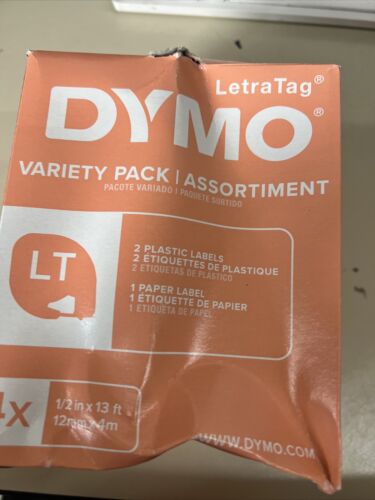 LetraTag®
DYMO®
VARIETY PACK | ASSORTMENT
PACOTE VARIADO | PAQUETE SURTIDO
LT
2 PLASTIC LABELS
2 ÉTIQUETTES DE PLASTIQUE
2 ETIQUETAS DE PLÁSTICO
1 PAPER LABEL
1 ÉTIQUETTE DE PAPIER
1 ETIQUETA DE PAPEL
4x
1/2 in x 13 ft
12mm x 4m
WWW.DYMO.COM